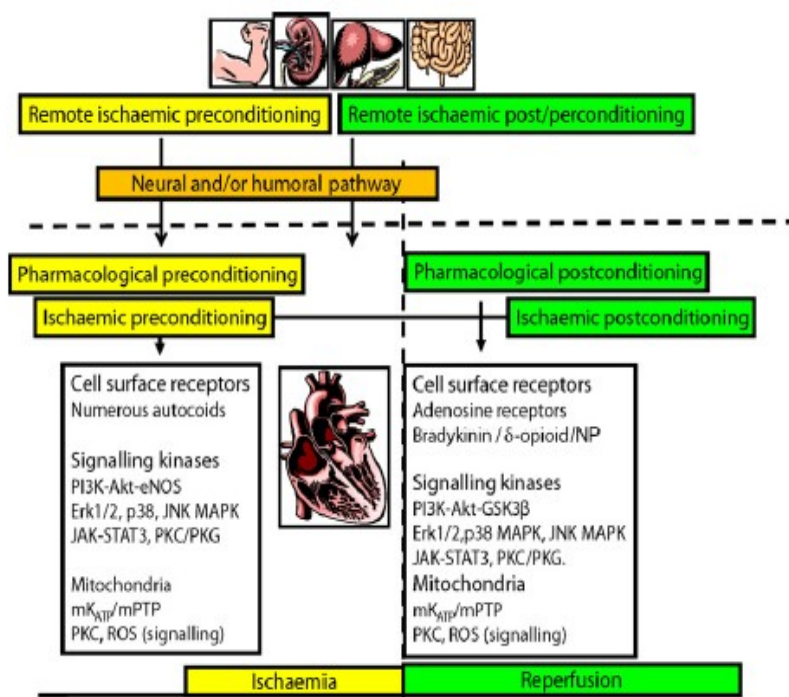 Remote ischaemic preconditioning
Remote ischaemic post/perconditioning
Neural and/or humoral pathway
Pharmacological preconditioning
Pharmacological postconditioning
Ischaemic preconditioning
Ischaemic postconditioning
Cell surface receptors
Numerous autocoids
Signalling kinases
PI3K-Akt-eNOS
Erk1/2, p38, JNK MAPK
JAK-STAT3, PKC/PKG
Mitochondria
mK_ATP/mPTP
PKC, ROS (signalling)
Cell surface receptors
Adenosine receptors
Bradykinin / δ-opioid/NP
Signalling kinases
PI3K-Akt-GSK3β
Erk1/2,p38 MAPK, JNK MAPK
JAK-STAT3, PKC/PKG.
Mitochondria
mK_ATP/mPTP
PKC, ROS (signalling)
Ischaemia
Reperfusion